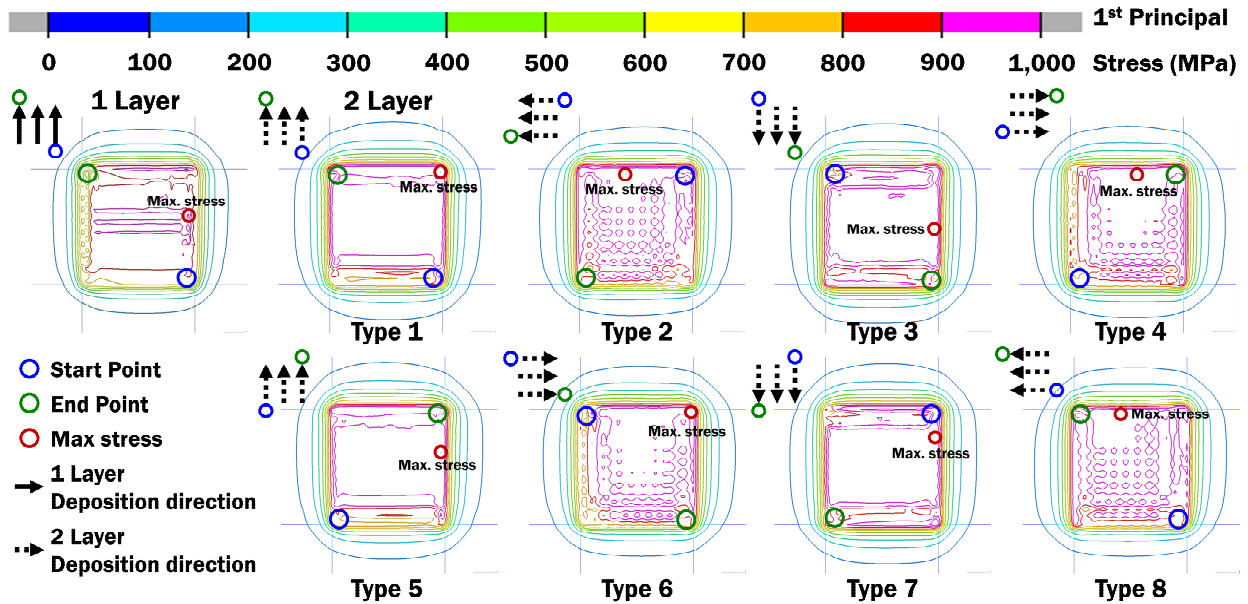 1st Principal
0 100 200 300 400 500 600 700 800 900 1,000 Stress (MPa)
1 Layer
2 Layer
Max. stress
Max. stress
Max. stress
Max. stress
Max. stress
Type 1
Type 2
Type 3
Type 4
Start Point
End Point
Max stress
1 Layer
Deposition direction
2 Layer
Deposition direction
Max. stress
Max. stress
Max. stress
Max. stress
Type 5
Type 6
Type 7
Type 8